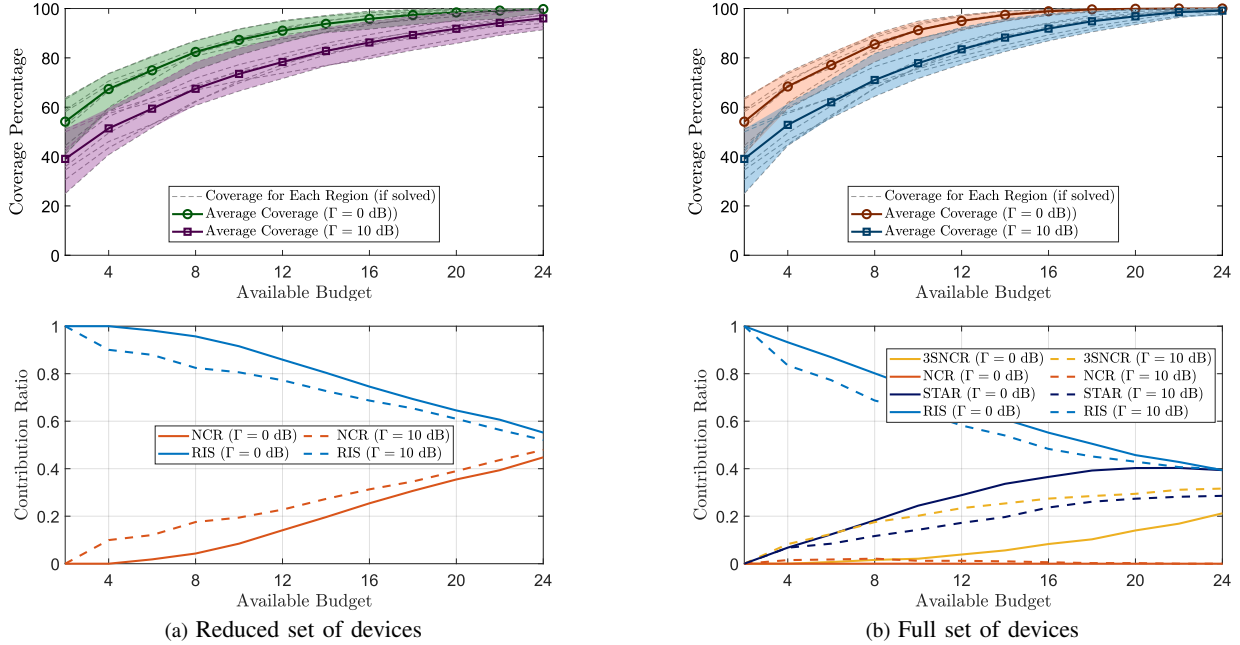 100
80
60
40
20
0
Coverage Percentage
Coverage for Each Region (if solved)
Average Coverage (Γ = 0 dB))
Average Coverage (Γ = 10 dB)
4 8 12 16 20 24
Available Budget
1
0.8
0.6
0.4
0.2
0
Contribution Ratio
NCR (Γ = 0 dB) NCR (Γ = 10 dB)
RIS (Γ = 0 dB) RIS (Γ = 10 dB)
4 8 12 16 20 24
Available Budget
(a) Reduced set of devices
100
80
60
40
20
0
Coverage Percentage
Coverage for Each Region (if solved)
Average Coverage (Γ = 0 dB))
Average Coverage (Γ = 10 dB)
4 8 12 16 20 24
Available Budget
1
0.8
0.6
0.4
0.2
0
Contribution Ratio
3SNCR (Γ = 0 dB) 3SNCR (Γ = 10 dB)
NCR (Γ = 0 dB) NCR (Γ = 10 dB)
STAR (Γ = 0 dB) STAR (Γ = 10 dB)
RIS (Γ = 0 dB) RIS (Γ = 10 dB)
4 8 12 16 20 24
Available Budget
(b) Full set of devices